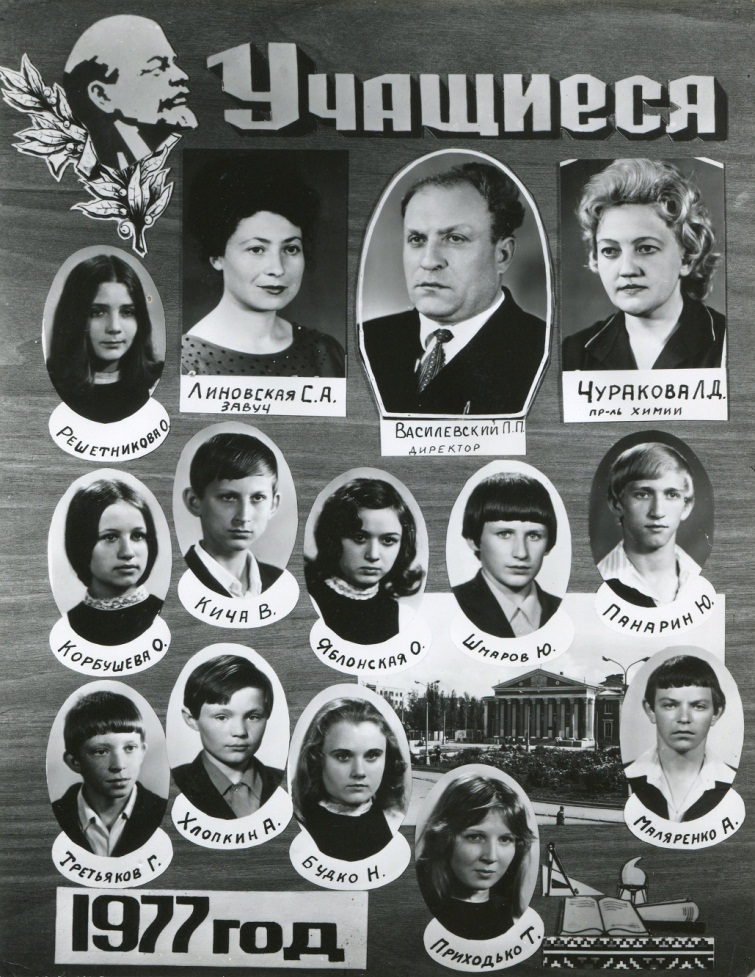 Учащиеся
Линовская С.А.
завуч
Василевский П.П.
директор
Чуракова Л.Д.
пр-ль химии
Решетникова О.
Корбушева О.
Кича В.
Яблонская О.
Шмаров Ю.
Панарин Ю.
Третьяков Г.
Хлопкин А.
Будко Н.
Приходько Т.
Маляренко А.
1977 год